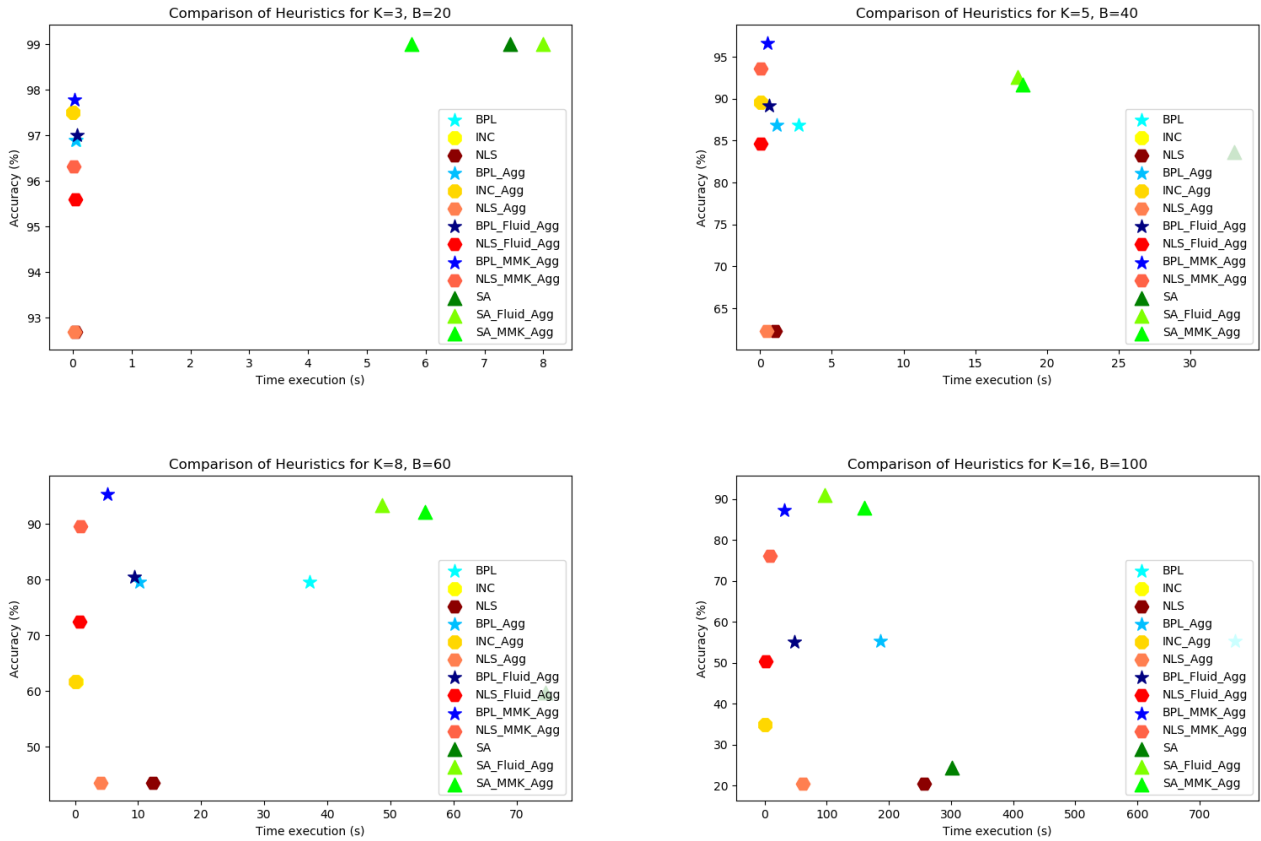 Comparison of Heuristics for K=3, B=20
99
98
97
96
95
94
93
Accuracy (%)
0 1 2 3 4 5 6 7 8
Time execution (s)
BPL
INC
NLS
BPL_Agg
INC_Agg
NLS_Agg
BPL_Fluid_Agg
NLS_Fluid_Agg
BPL_MMK_Agg
NLS_MMK_Agg
SA
SA_Fluid_Agg
SA_MMK_Agg
Comparison of Heuristics for K=5, B=40
95
90
85
80
75
70
65
Accuracy (%)
0 5 10 15 20 25 30
Time execution (s)
BPL
INC
NLS
BPL_Agg
INC_Agg
NLS_Agg
BPL_Fluid_Agg
NLS_Fluid_Agg
BPL_MMK_Agg
NLS_MMK_Agg
SA
SA_Fluid_Agg
SA_MMK_Agg
Comparison of Heuristics for K=8, B=60
90
80
70
60
50
Accuracy (%)
0 10 20 30 40 50 60 70
Time execution (s)
BPL
INC
NLS
BPL_Agg
INC_Agg
NLS_Agg
BPL_Fluid_Agg
NLS_Fluid_Agg
BPL_MMK_Agg
NLS_MMK_Agg
SA
SA_Fluid_Agg
SA_MMK_Agg
Comparison of Heuristics for K=16, B=100
90
80
70
60
50
40
30
20
Accuracy (%)
0 100 200 300 400 500 600 700
Time execution (s)
BPL
INC
NLS
BPL_Agg
INC_Agg
NLS_Agg
BPL_Fluid_Agg
NLS_Fluid_Agg
BPL_MMK_Agg
NLS_MMK_Agg
SA
SA_Fluid_Agg
SA_MMK_Agg